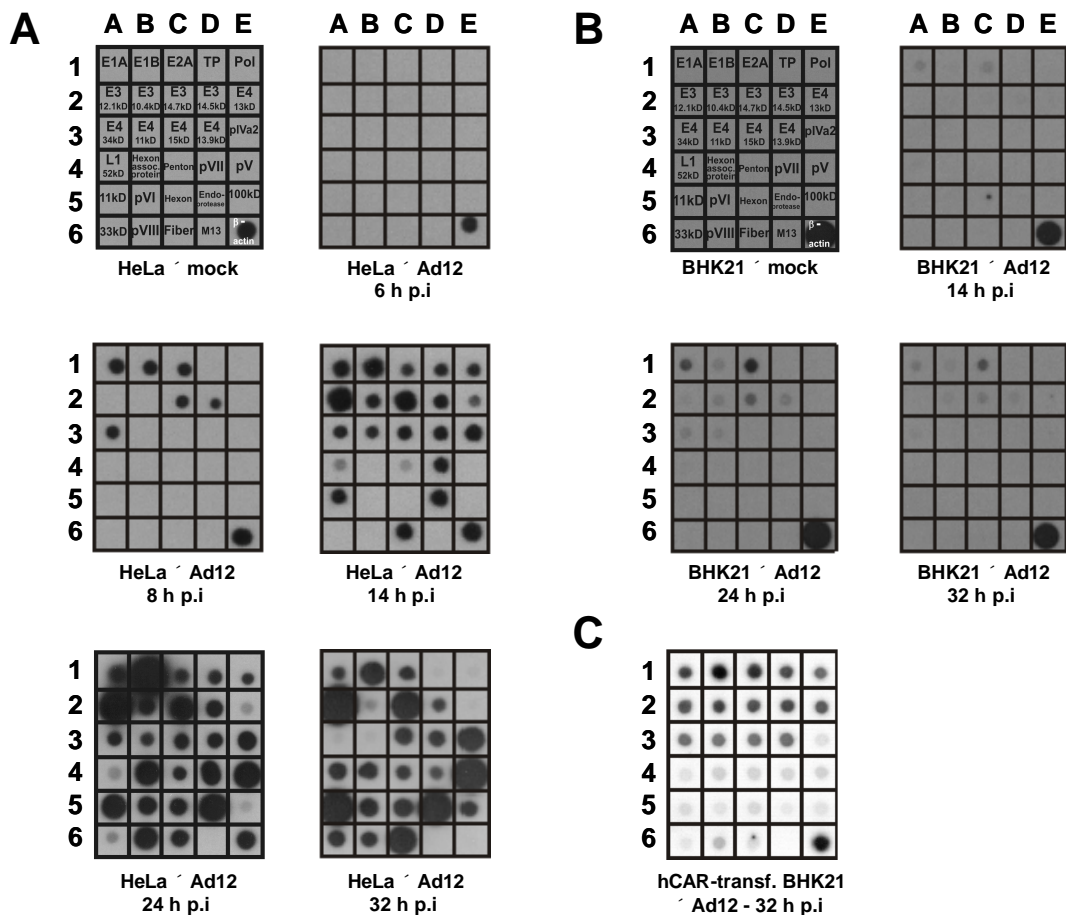 A
A B C D E
1
2
3
4
5
6
E1A E1B E2A TP Pol
E3 E3 E3 E3 E4
12.1kD 10.4kD 14.7kD 14.5kD 13kD
E4 E4 E4 E4 pIVa2
34kD 11kD 15kD 13.9kD
L1 Hexon assoc. protein Penton pVII pV
52kD
11kD pVI Hexon Endo- protease 100kD
33kD pVIII Fiber M13 β - actin
HeLa ´ mock
A B C D E
HeLa ´ Ad12
6 h p.i
B
A B C D E
1
2
3
4
5
6
E1A E1B E2A TP Pol
E3 E3 E3 E3 E4
12.1kD 10.4kD 14.7kD 14.5kD 13kD
E4 E4 E4 E4 pIVa2
34kD 11kD 15kD 13.9kD
L1 Hexon assoc. protein Penton pVII pV
52kD
11kD pVI Hexon Endo- protease 100kD
33kD pVIII Fiber M13 β - actin
BHK21 ´ mock
A B C D E
BHK21 ´ Ad12
14 h p.i
1
2
3
4
5
6
HeLa ´ Ad12
8 h p.i
HeLa ´ Ad12
14 h p.i
1
2
3
4
5
6
BHK21 ´ Ad12
24 h p.i
BHK21 ´ Ad12
32 h p.i
1
2
3
4
5
6
HeLa ´ Ad12
24 h p.i
HeLa ´ Ad12
32 h p.i
C
1
2
3
4
5
6
hCAR-transf. BHK21
´ Ad12 - 32 h p.i